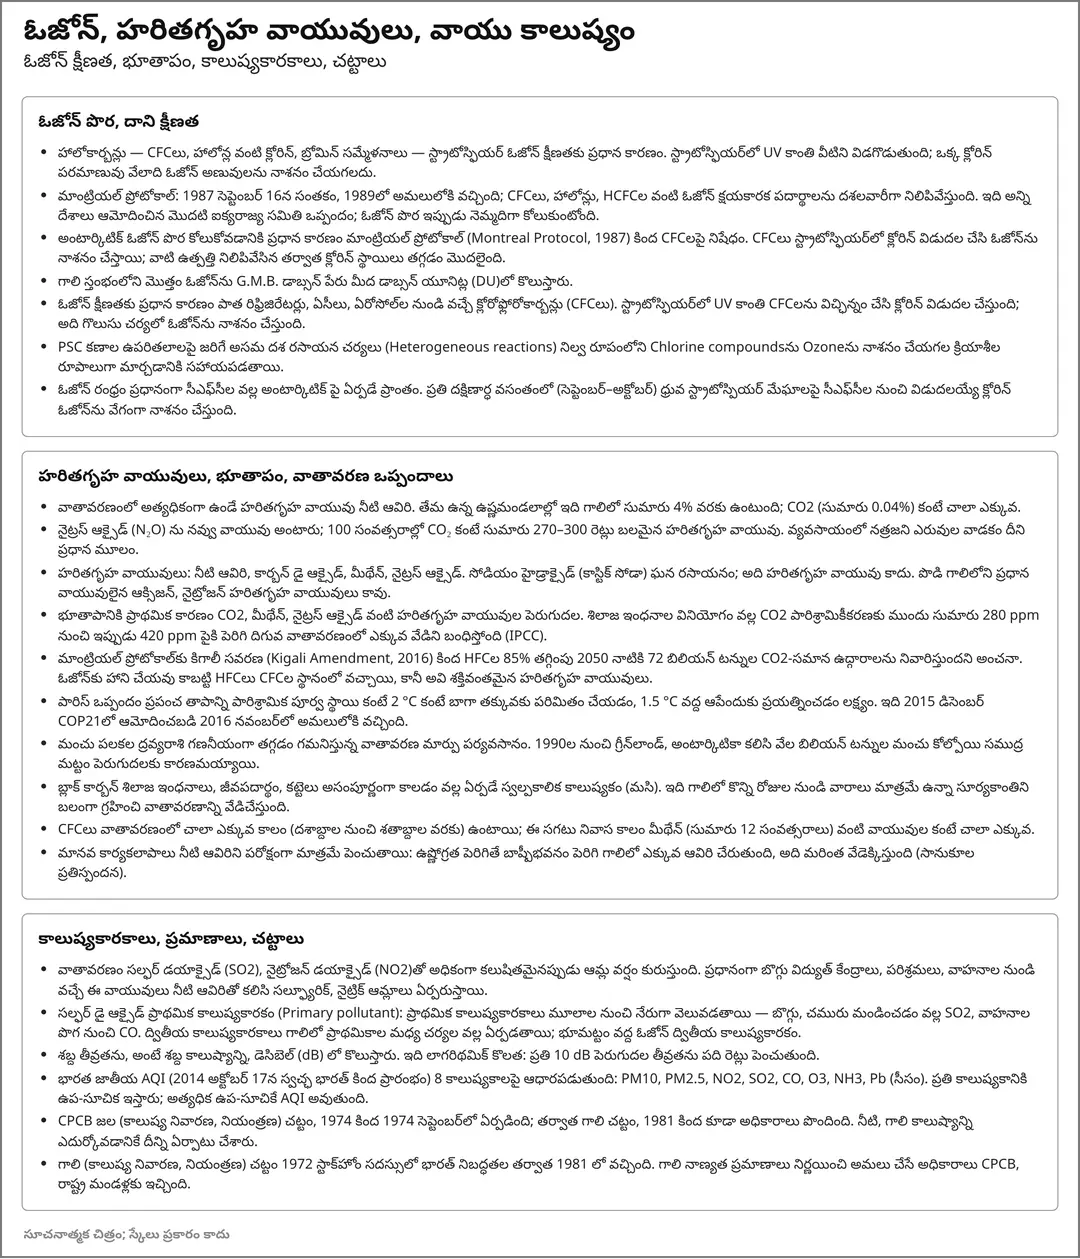 ఓజోన్, హరితగృహ వాయువులు, వాయు కాలుష్యం
ఓజోన్ క్షీణత, భూతాపం, కాలుష్యకారకాలు, చట్టాలు
ఓజోన్ పొర, దాని క్షీణత
• హాలోకార్బన్లు — CFCలు, హాలోన్ల వంటి క్లోరిన్, బ్రోమిన్ సమ్మేళనాలు — స్ట్రాటోస్ఫియర్ ఓజోన్ క్షీణతకు ప్రధాన కారణం. స్ట్రాటోస్ఫియర్‌లో UV కాంతి వీటిని విడగొడుతుంది; ఒక్క క్లోరిన్
పరమాణువు వేలాది ఓజోన్ అణువులను నాశనం చేయగలదు.
• మాంట్రియల్ ప్రోటోకాల్: 1987 సెప్టెంబర్ 16న సంతకం, 1989లో అమలులోకి వచ్చింది; CFCలు, హాలోన్లు, HCFCల వంటి ఓజోన్ క్షయకారక పదార్థాలను దశలవారీగా నిలిపివేస్తుంది. ఇది అన్ని
దేశాలు ఆమోదించిన మొదటి ఐక్యరాజ్య సమితి ఒప్పందం; ఓజోన్ పొర ఇప్పుడు నెమ్మదిగా కోలుకుంటోంది.
• అంటార్కిటిక్ ఓజోన్ పొర కోలుకోవడానికి ప్రధాన కారణం మాంట్రియల్ ప్రోటోకాల్ (Montreal Protocol, 1987) కింద CFCలపై నిషేధం. CFCలు స్ట్రాటోస్ఫియర్‌లో క్లోరిన్ విడుదల చేసి ఓజోన్‌ను
నాశనం చేస్తాయి; వాటి ఉత్పత్తి నిలిపివేసిన తర్వాత క్లోరిన్ స్థాయిలు తగ్గడం మొదలైంది.
• గాలి స్తంభంలోని మొత్తం ఓజోన్‌ను G.M.B. డాబ్సన్ పేరు మీద డాబ్సన్ యూనిట్ల (DU)లో కొలుస్తారు.
• ఓజోన్ క్షీణతకు ప్రధాన కారణం పాత రిఫ్రిజిరేటర్లు, ఏసీలు, ఏరోసోల్‌ల నుండి వచ్చే క్లోరోఫ్లోరోకార్బన్లు (CFCలు). స్ట్రాటోస్ఫియర్‌లో UV కాంతి CFCలను విచ్ఛిన్నం చేసి క్లోరిన్ విడుదల చేస్తుంది;
అది గొలుసు చర్యలో ఓజోన్‌ను నాశనం చేస్తుంది.
• PSC కణాల ఉపరితలాలపై జరిగే అసమ దశ రసాయన చర్యలు (Heterogeneous reactions) నిల్వ రూపంలోని Chlorine compoundsను Ozoneను నాశనం చేయగల క్రియాశీల
రూపాలుగా మార్చడానికి సహాయపడతాయి.
• ఓజోన్ రంధ్రం ప్రధానంగా సీఎఫ్‌సీల వల్ల అంటార్కిటిక్ పై ఏర్పడే ప్రాంతం. ప్రతి దక్షిణార్ధ వసంతంలో (సెప్టెంబర్–అక్టోబర్) ధ్రువ స్ట్రాటోస్పియర్ మేఘాలపై సీఎఫ్‌సీల నుంచి విడుదలయ్యే క్లోరిన్
ఓజోన్‌ను వేగంగా నాశనం చేస్తుంది.
హరితగృహ వాయువులు, భూతాపం, వాతావరణ ఒప్పందాలు
• వాతావరణంలో అత్యధికంగా ఉండే హరితగృహ వాయువు నీటి ఆవిరి. తేమ ఉన్న ఉష్ణమండలాల్లో ఇది గాలిలో సుమారు 4% వరకు ఉంటుంది; CO2 (సుమారు 0.04%) కంటే చాలా ఎక్కువ.
• నైట్రస్ ఆక్సైడ్ (N₂O) ను నవ్వు వాయువు అంటారు; 100 సంవత్సరాల్లో CO₂ కంటే సుమారు 270–300 రెట్లు బలమైన హరితగృహ వాయువు. వ్యవసాయంలో నత్రజని ఎరువుల వాడకం దీని
ప్రధాన మూలం.
• హరితగృహ వాయువులు: నీటి ఆవిరి, కార్బన్ డై ఆక్సైడ్, మీథేన్, నైట్రస్ ఆక్సైడ్. సోడియం హైడ్రాక్సైడ్ (కాస్టిక్ సోడా) ఘన రసాయనం; అది హరితగృహ వాయువు కాదు. పొడి గాలిలోని ప్రధాన
వాయువులైన ఆక్సిజన్, నైట్రోజన్ హరితగృహ వాయువులు కావు.
• భూతాపానికి ప్రాథమిక కారణం CO2, మీథేన్, నైట్రస్ ఆక్సైడ్ వంటి హరితగృహ వాయువుల పెరుగుదల. శిలాజ ఇంధనాల వినియోగం వల్ల CO2 పారిశ్రామికీకరణకు ముందు సుమారు 280 ppm
నుంచి ఇప్పుడు 420 ppm పైకి పెరిగి దిగువ వాతావరణంలో ఎక్కువ వేడిని బంధిస్తోంది (IPCC).
• మాంట్రియల్ ప్రోటోకాల్‌కు కిగాలీ సవరణ (Kigali Amendment, 2016) కింద HFCల 85% తగ్గింపు 2050 నాటికి 72 బిలియన్ టన్నుల CO2-సమాన ఉద్గారాలను నివారిస్తుందని అంచనా.
ఓజోన్‌కు హాని చేయవు కాబట్టి HFCలు CFCల స్థానంలో వచ్చాయి, కానీ అవి శక్తివంతమైన హరితగృహ వాయువులు.
• పారిస్ ఒప్పందం ప్రపంచ తాపాన్ని పారిశ్రామిక పూర్వ స్థాయి కంటే 2 °C కంటే బాగా తక్కువకు పరిమితం చేయడం, 1.5 °C వద్ద ఆపేందుకు ప్రయత్నించడం లక్ష్యం. ఇది 2015 డిసెంబర్
COP21లో ఆమోదించబడి 2016 నవంబర్‌లో అమలులోకి వచ్చింది.
• మంచు పలకల ద్రవ్యరాశి గణనీయంగా తగ్గడం గమనిస్తున్న వాతావరణ మార్పు పర్యవసానం. 1990ల నుంచి గ్రీన్‌లాండ్, అంటార్కిటికా కలిసి వేల బిలియన్ టన్నుల మంచు కోల్పోయి సముద్ర
మట్టం పెరుగుదలకు కారణమయ్యాయి.
• బ్లాక్ కార్బన్ శిలాజ ఇంధనాలు, జీవపదార్థం, కట్టెలు అసంపూర్ణంగా కాలడం వల్ల ఏర్పడే స్వల్పకాలిక కాలుష్యకం (మసి). ఇది గాలిలో కొన్ని రోజుల నుండి వారాలు మాత్రమే ఉన్నా సూర్యకాంతిని
బలంగా గ్రహించి వాతావరణాన్ని వేడిచేస్తుంది.
• CFCలు వాతావరణంలో చాలా ఎక్కువ కాలం (దశాబ్దాల నుంచి శతాబ్దాల వరకు) ఉంటాయి; ఈ సగటు నివాస కాలం మీథేన్ (సుమారు 12 సంవత్సరాలు) వంటి వాయువుల కంటే చాలా ఎక్కువ.
• మానవ కార్యకలాపాలు నీటి ఆవిరిని పరోక్షంగా మాత్రమే పెంచుతాయి: ఉష్ణోగ్రత పెరిగితే బాష్పీభవనం పెరిగి గాలిలో ఎక్కువ ఆవిరి చేరుతుంది, అది మరింత వేడెక్కిస్తుంది (సానుకూల
ప్రతిస్పందన).
కాలుష్యకారకాలు, ప్రమాణాలు, చట్టాలు
• వాతావరణం సల్ఫర్ డయాక్సైడ్ (SO2), నైట్రోజన్ డయాక్సైడ్ (NO2)తో అధికంగా కలుషితమైనప్పుడు ఆమ్ల వర్షం కురుస్తుంది. ప్రధానంగా బొగ్గు విద్యుత్ కేంద్రాలు, పరిశ్రమలు, వాహనాల నుండి
వచ్చే ఈ వాయువులు నీటి ఆవిరితో కలిసి సల్ఫ్యూరిక్, నైట్రిక్ ఆమ్లాలు ఏర్పరుస్తాయి.
• సల్ఫర్ డై ఆక్సైడ్ ప్రాథమిక కాలుష్యకారకం (Primary pollutant): ప్రాథమిక కాలుష్యకారకాలు మూలాల నుంచి నేరుగా వెలువడతాయి — బొగ్గు, చమురు మండించడం వల్ల SO2, వాహనాల
పొగ నుంచి CO. ద్వితీయ కాలుష్యకారకాలు గాలిలో ప్రాథమికాల మధ్య చర్యల వల్ల ఏర్పడతాయి; భూమట్టం వద్ద ఓజోన్ ద్వితీయ కాలుష్యకారకం.
• శబ్ద తీవ్రతను, అంటే శబ్ద కాలుష్యాన్ని, డెసిబెల్ (dB) లో కొలుస్తారు. ఇది లాగరిథమిక్ కొలత: ప్రతి 10 dB పెరుగుదల తీవ్రతను పది రెట్లు పెంచుతుంది.
• భారత జాతీయ AQI (2014 అక్టోబర్ 17న స్వచ్ఛ భారత్ కింద ప్రారంభం) 8 కాలుష్యకాలపై ఆధారపడుతుంది: PM10, PM2.5, NO2, SO2, CO, O3, NH3, Pb (సీసం). ప్రతి కాలుష్యకానికి
ఉప-సూచిక ఇస్తారు; అత్యధిక ఉప-సూచికే AQI అవుతుంది.
• CPCB జల (కాలుష్య నివారణ, నియంత్రణ) చట్టం, 1974 కింద 1974 సెప్టెంబర్‌లో ఏర్పడింది; తర్వాత గాలి చట్టం, 1981 కింద కూడా అధికారాలు పొందింది. నీటి, గాలి కాలుష్యాన్ని
ఎదుర్కోవడానికే దీన్ని ఏర్పాటు చేశారు.
• గాలి (కాలుష్య నివారణ, నియంత్రణ) చట్టం 1972 స్టాక్‌హోం సదస్సులో భారత్ నిబద్ధతల తర్వాత 1981 లో వచ్చింది. గాలి నాణ్యత ప్రమాణాలు నిర్ణయించి అమలు చేసే అధికారాలు CPCB,
రాష్ట్ర మండళ్లకు ఇచ్చింది.
సూచనాత్మక చిత్రం; స్కేలు ప్రకారం కాదు